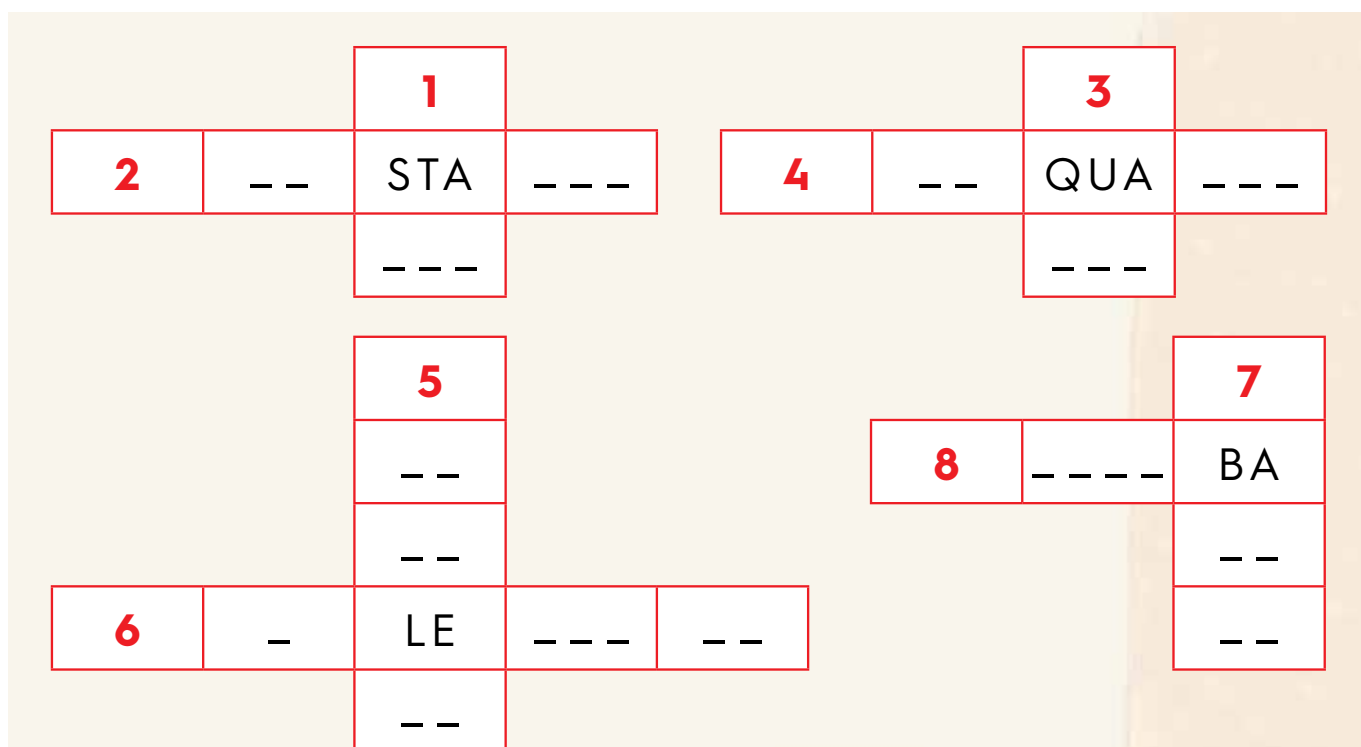 1 3
2 _ _ STA _ _ _ 4 _ _ QUA _ _ _
_ _ _ _ _ _
5 7
_ _ 8 _ _ _ _ BA
_ _ _ _
6 _ LE _ _ _ _ _ _ _
_ _